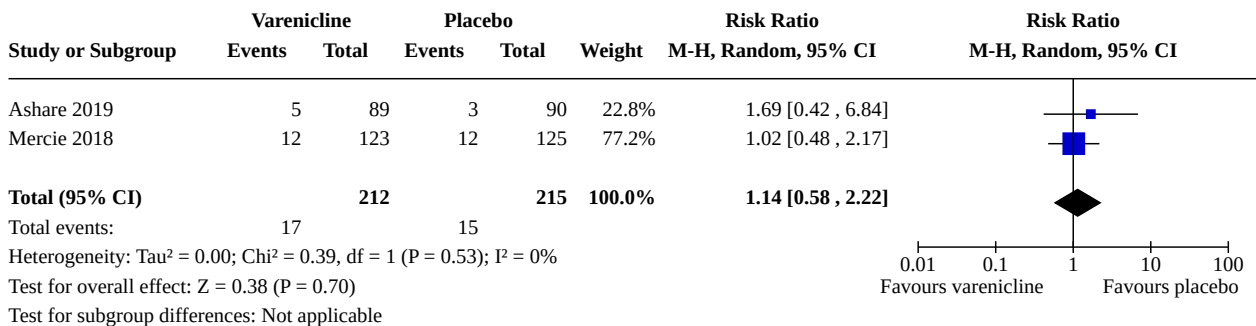 Varenicline Placebo Risk Ratio Risk Ratio
Study or Subgroup Events Total Events Total Weight M-H, Random, 95% CI M-H, Random, 95% CI
Ashare 2019 5 89 3 90 22.8% 1.69 [0.42 , 6.84]
Mercie 2018 12 123 12 125 77.2% 1.02 [0.48 , 2.17]
Total (95% CI) 212 215 100.0% 1.14 [0.58 , 2.22]
Total events: 17 15
Heterogeneity: Tau² = 0.00; Chi² = 0.39, df = 1 (P = 0.53); I² = 0%
0.01 0.1 1 10 100
Test for overall effect: Z = 0.38 (P = 0.70) Favours varenicline Favours placebo
Test for subgroup differences: Not applicable